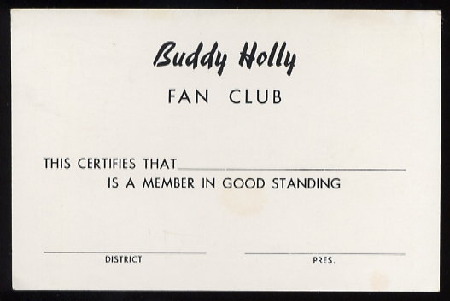 Buddy Holly
FAN CLUB
THIS CERTIFIES THAT
IS A MEMBER IN GOOD STANDING
DISTRICT PRES.